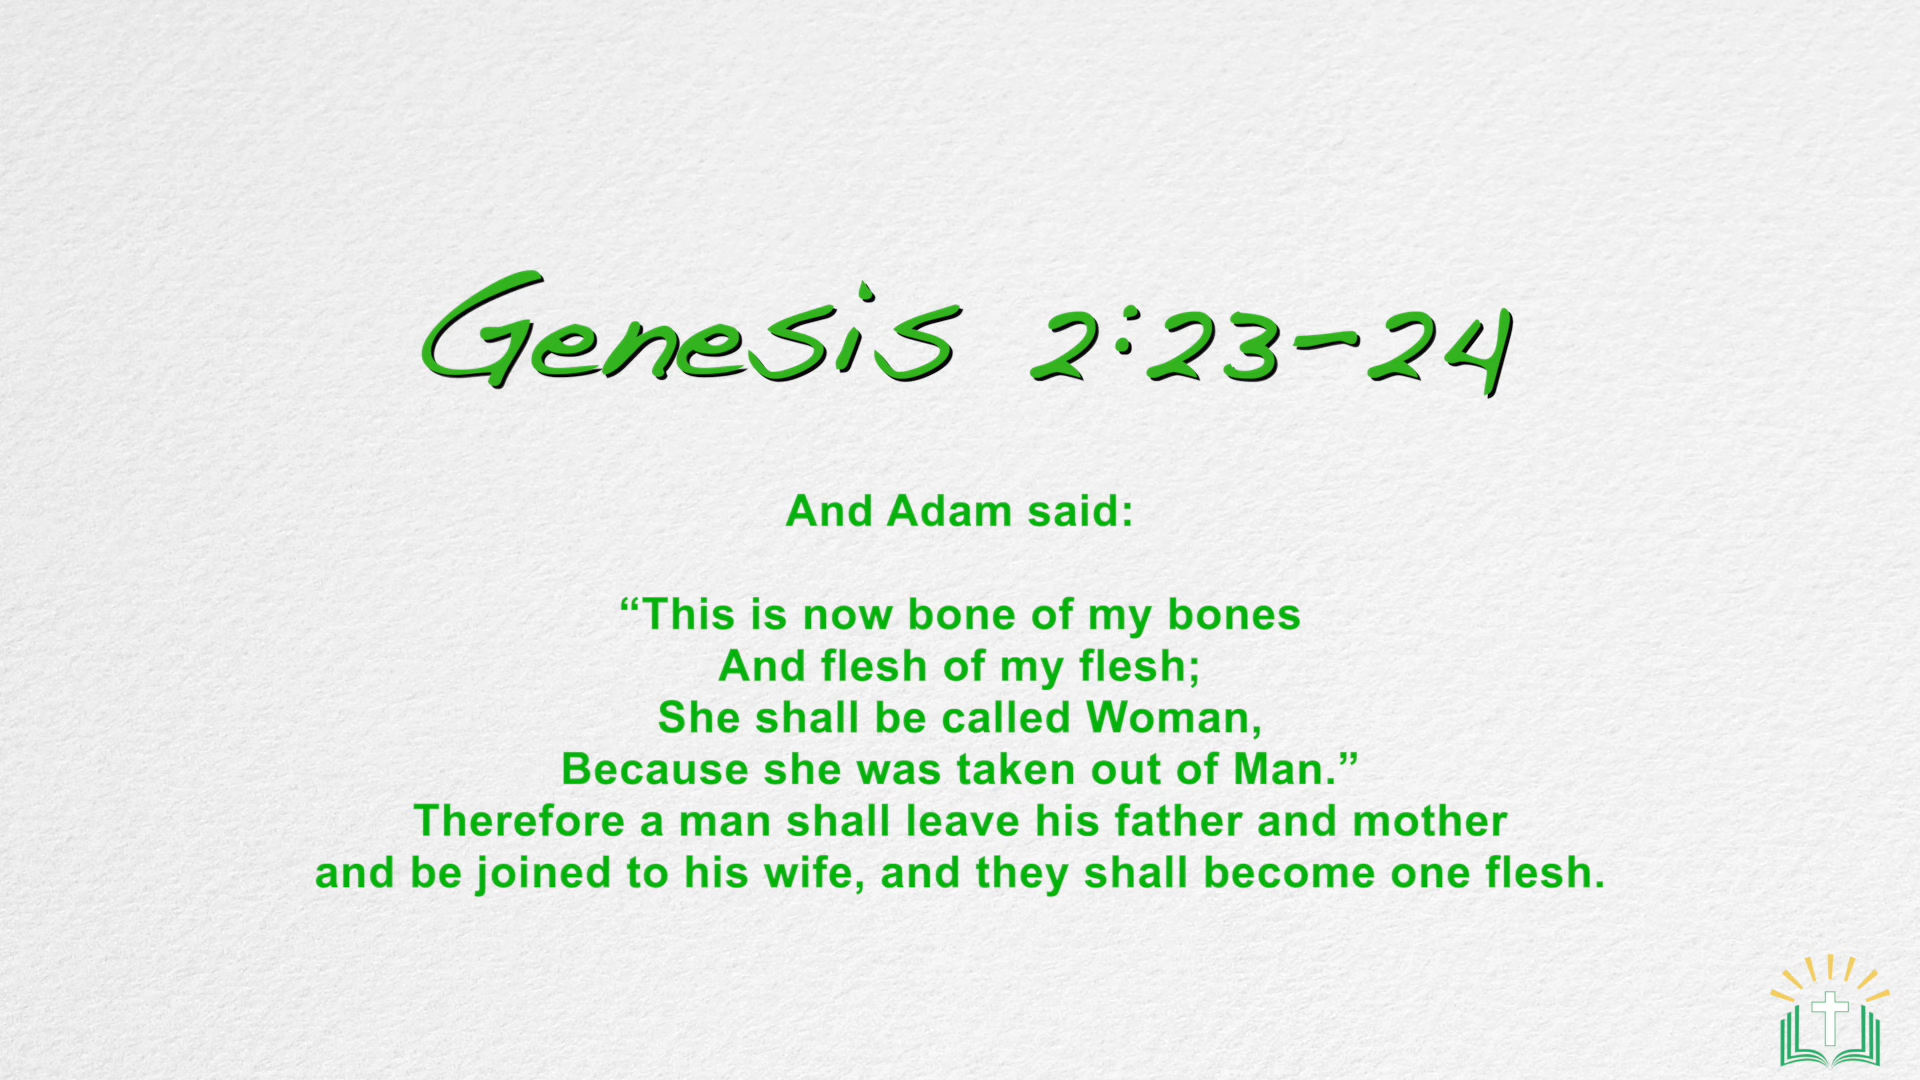 Genesis 2:23-24
And Adam said:
“This is now bone of my bones
And flesh of my flesh;
She shall be called Woman,
Because she was taken out of Man.”
Therefore a man shall leave his father and mother
and be joined to his wife, and they shall become one flesh.